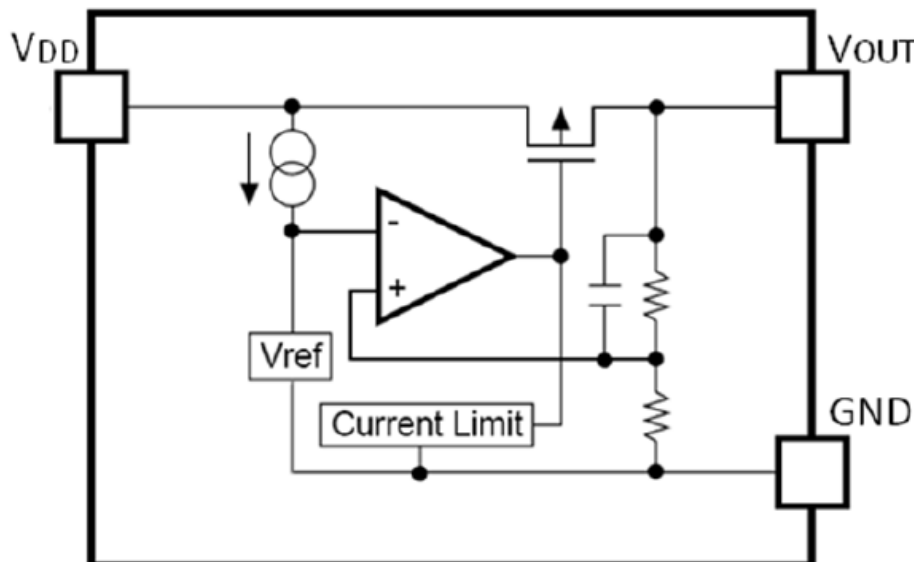 VDD
VOUT
-
+
Vref
Current Limit
GND